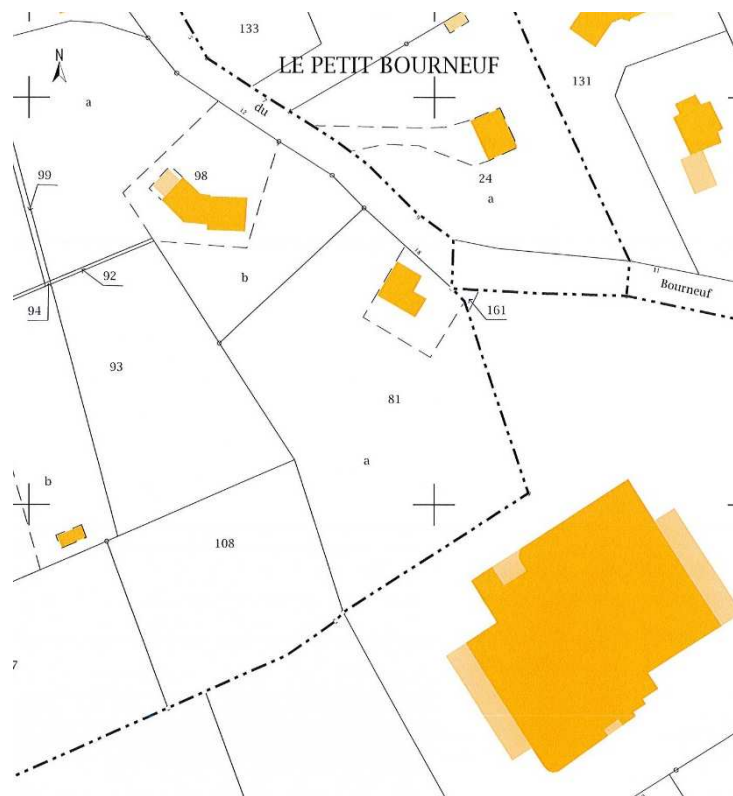 133
LE PETIT BOURNEUF
N
131
a
du
99
98
24
a
92
b
Bourneuf
94
161
93
81
a
b
108
7